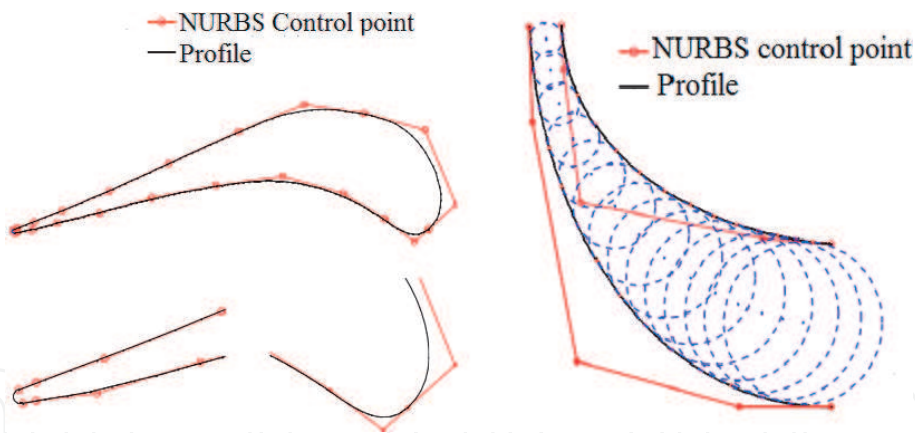 NURBS Control point
Profile
NURBS control point
Profile